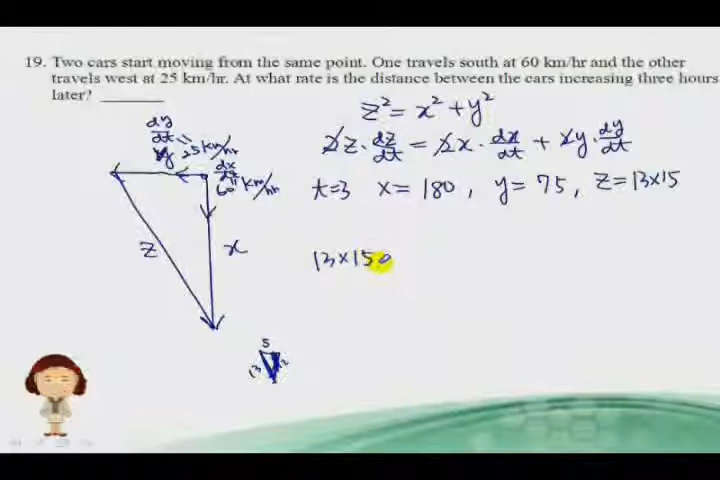 19. Two cars start moving from the same point. One travels south at 60 km/hr and the other
travels west at 25 km/hr. At what rate is the distance between the cars increasing three hours
later? ______
z² = x² + y²
2z · dz/dt = 2x · dx/dt + 2y · dy/dt
dy/dt = 25 km/hr
dx/dt = 60 km/hr
t=3 x= 180, y= 75, z= 13×15
z
x
13×15
5
13
12